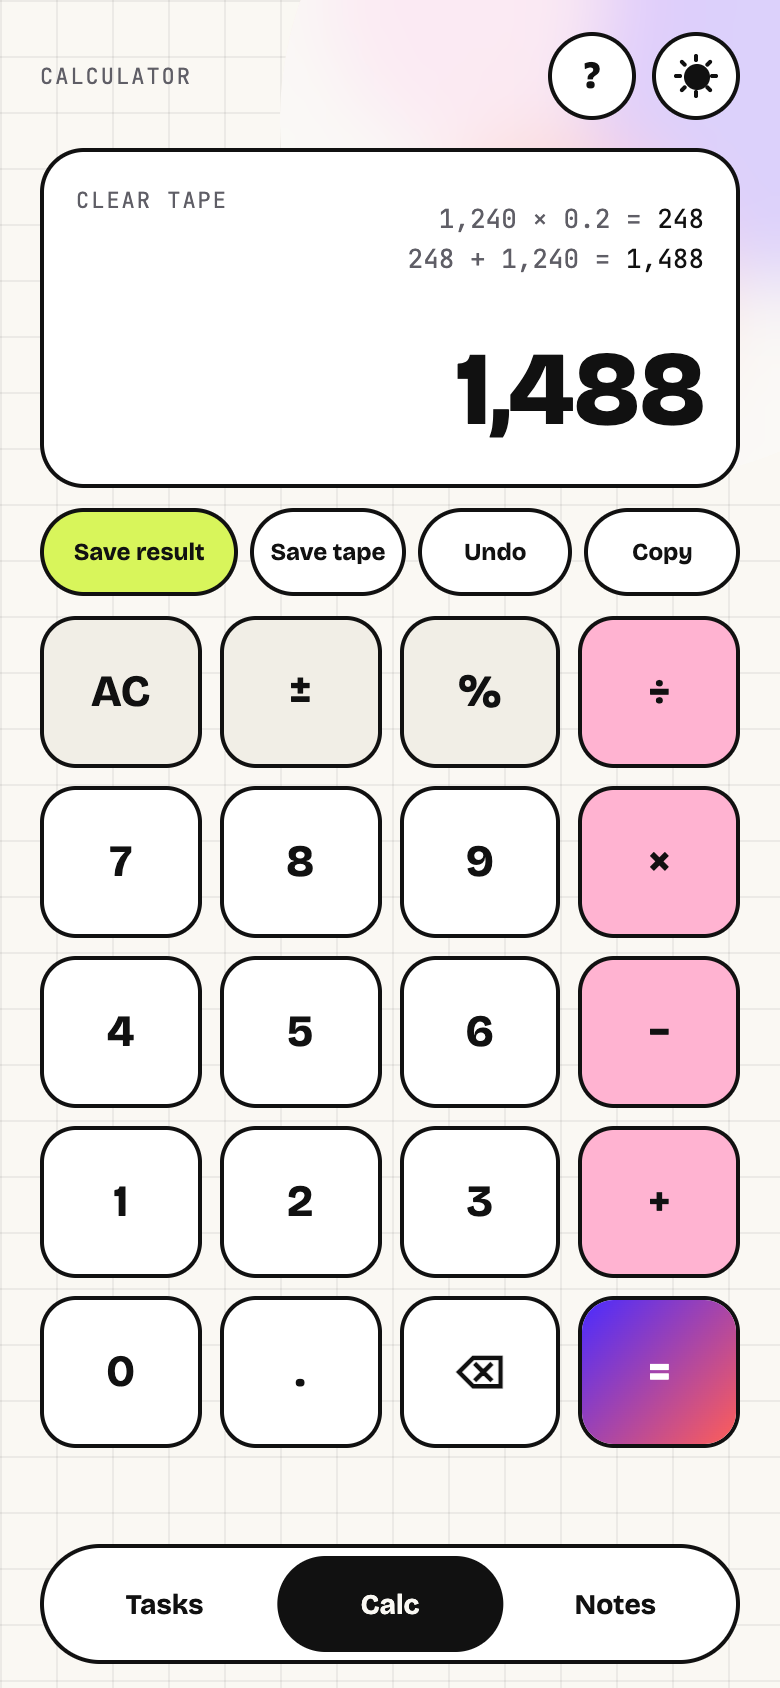 CALCULATOR
?
CLEAR TAPE
1,240 × 0.2 = 248
248 + 1,240 = 1,488
1,488
Save result Save tape Undo Copy
AC ± % ÷
7 8 9 ×
4 5 6 −
1 2 3 +
0 . =
Tasks Calc Notes